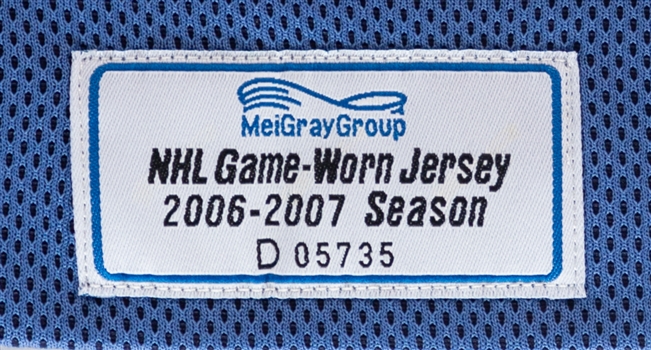 MeiGrayGroup
NHL Game-Worn Jersey
2006-2007 Season
D 05735